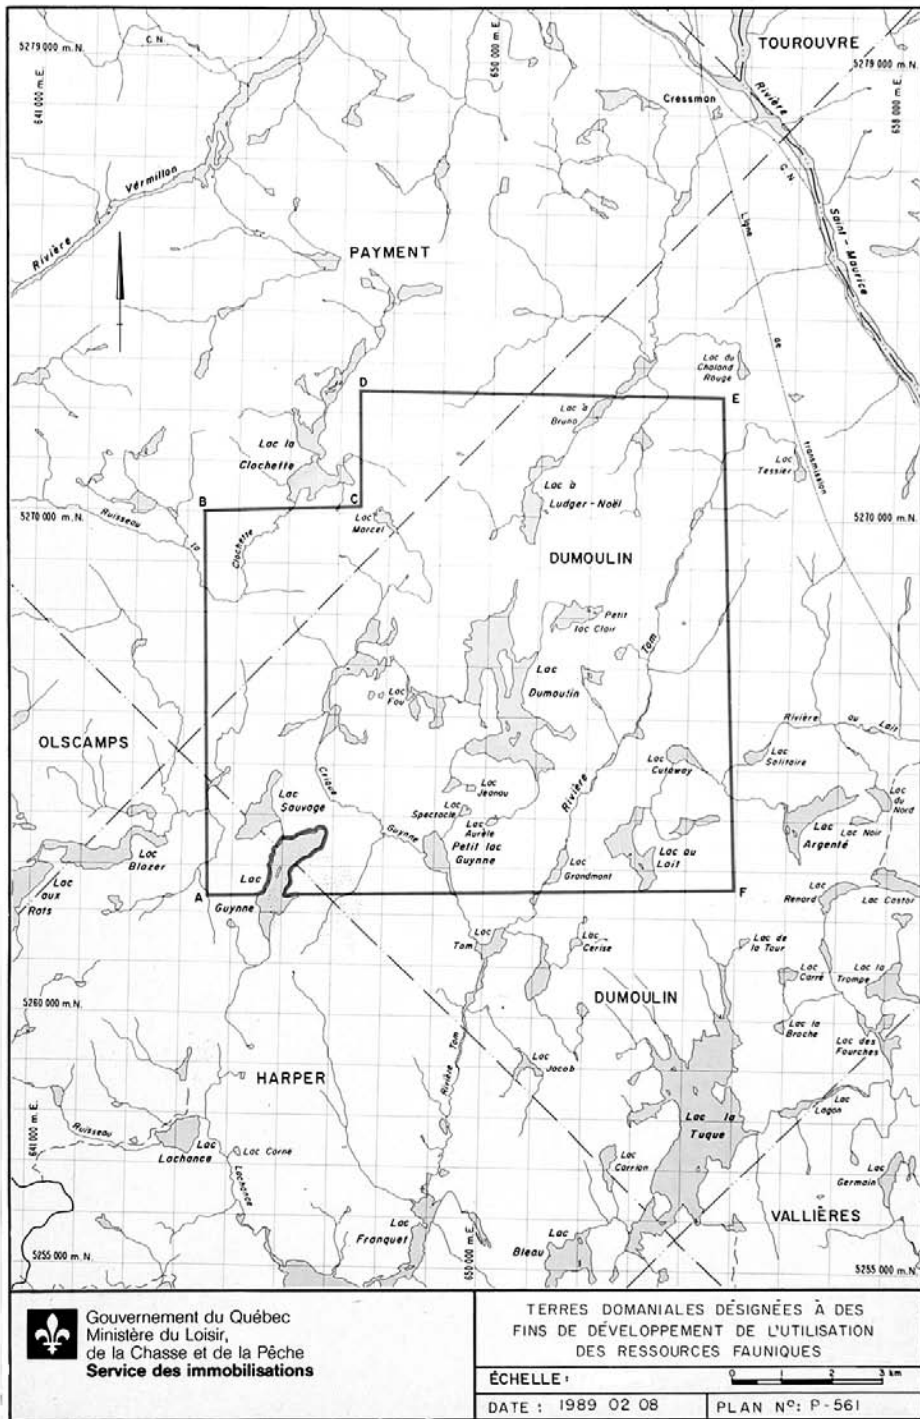 5279 000 m.N.
C.N.
641 000 m.E.
650 000 m.E.
TOUROUVRE
5279 000 m.N.
658 000 m.E.
Cressman
Rivière
C.N.
Saint-Maurice
Rivière Vermillon
PAYMENT
Ligne de transmission
D
E
Lac du
Chaland
Rouge
Lac à
Bruno
Lac la
Clochette
Lac
Tessier
B
C
Lac à
Ludger-Noël
5270 000 m.N.
Ruisseau la Clochette
Lac
Marcel
5270 000 m.N.
DUMOULIN
Petit
lac Clair
Tom
Lac
Dumoulin
Lac
Fou
Rivière au Lait
OLSCAMPS
Lac
Solitaire
Lac
Cutaway
Crique
Rivière
Lac
Jeanau
Lac
Sauvage
Lac
Spectacle
Lac
du
Nord
Lac
Aurèle
Guynne
Petit lac
Guynne
Lac Noir
Lac
Argenté
Lac
Blazer
Lac au
Lait
Lac
Grandmont
Lac
aux
Rats
A
Lac
Guynne
F
Lac
Renard
Lac Castor
Lac
Tom
Lac
Cerise
Lac de
la Tour
Lac
Carré
Lac la
Trompe
5260 000 m.N.
DUMOULIN
Lac la
Broche
Lac des
Fourches
Rivière Tom
HARPER
Lac
Jacob
641 000 m.E.
Lac
Lagon
Ruisseau
Lac la
Tuque
Lac
Lachance
Lac Corne
Lachance
Lac
Carrion
Lac
Germain
VALLIÈRES
Lac
Franquet
650 000 m.E.
Lac
Bleau
5255 000 m.N.
5255 000 m.N.
Gouvernement du Québec
Ministère du Loisir,
de la Chasse et de la Pêche
Service des immobilisations
TERRES DOMANIALES DÉSIGNÉES À DES
FINS DE DÉVELOPPEMENT DE L'UTILISATION
DES RESSOURCES FAUNIQUES
ÉCHELLE :
0 1 2 3 km
DATE : 1989 02 08
PLAN Nº: P-561